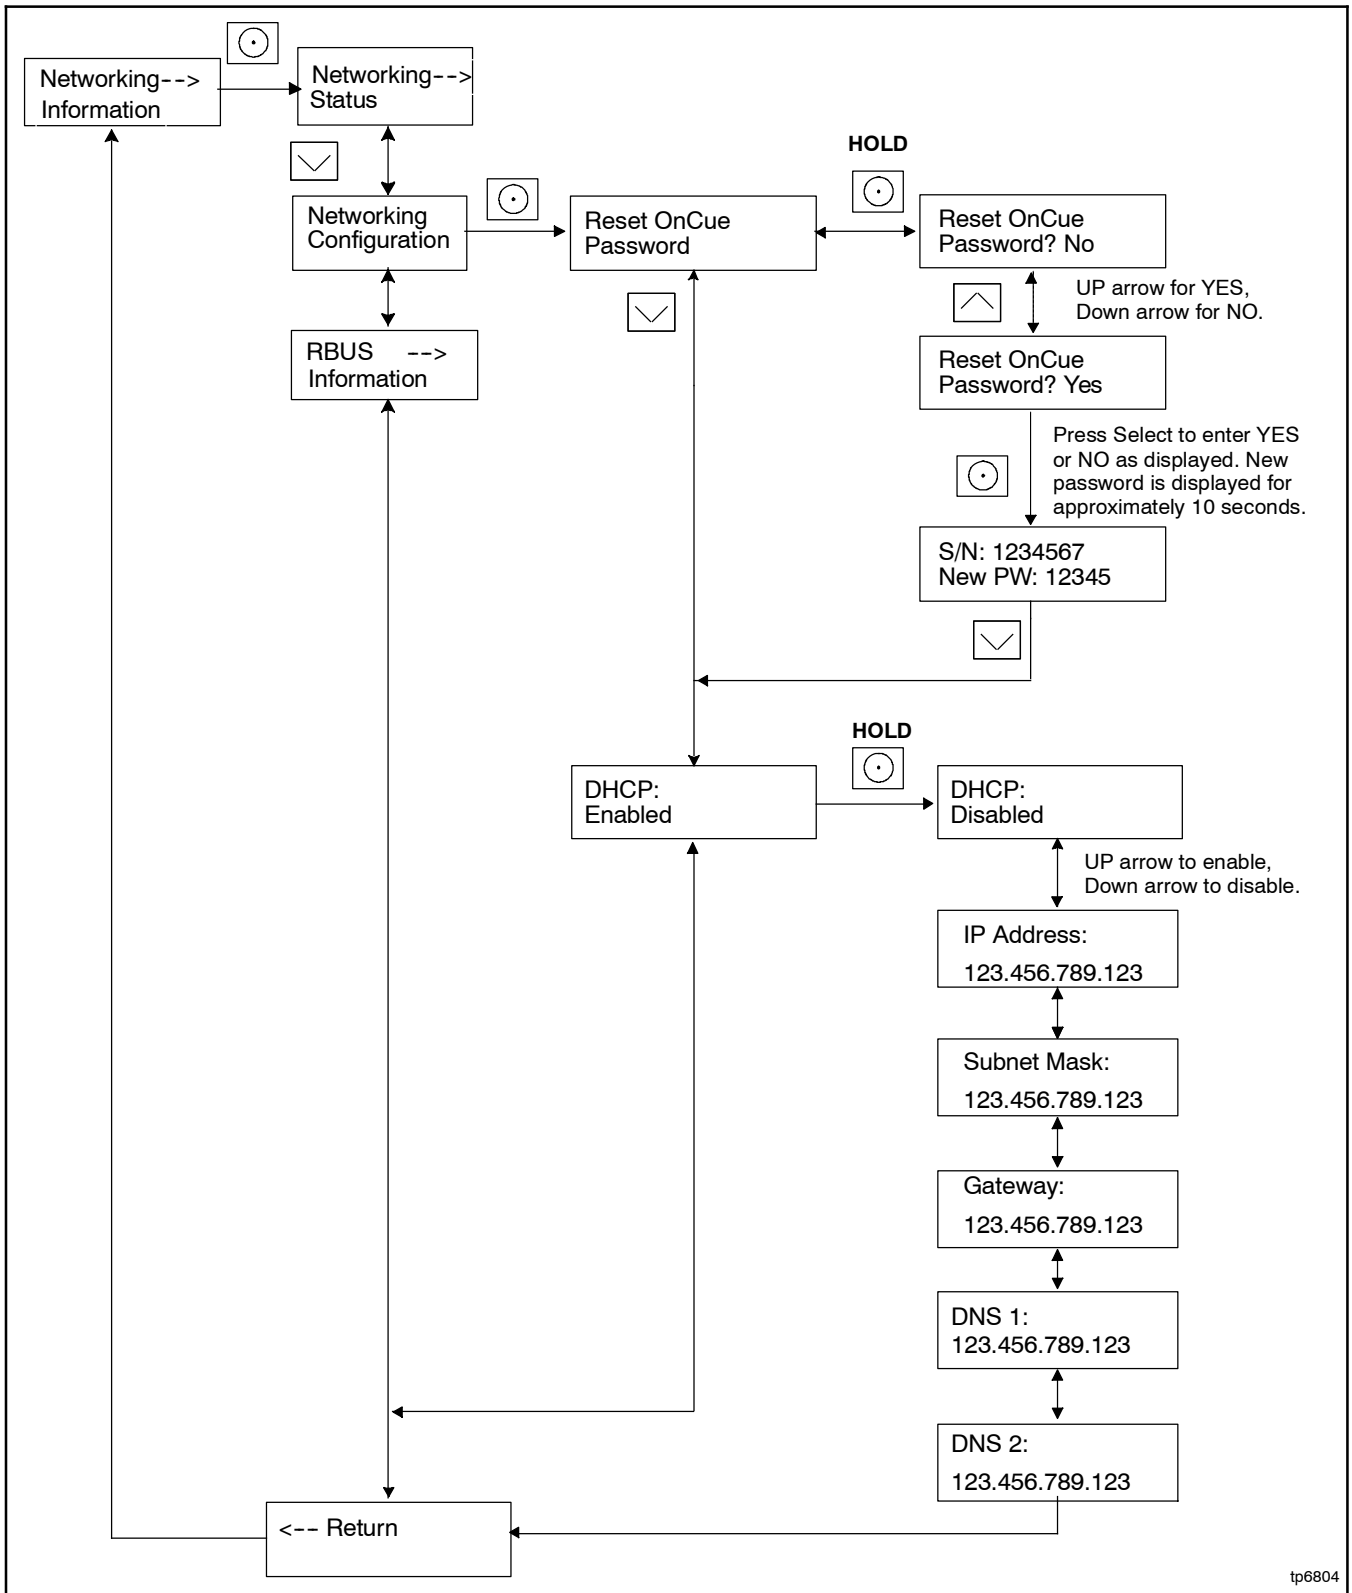 Networking-->
Information
Networking-->
Status
Networking
Configuration
RBUS -->
Information
Reset OnCue
Password
HOLD
Reset OnCue
Password? No
UP arrow for YES,
Down arrow for NO.
Reset OnCue
Password? Yes
Press Select to enter YES
or NO as displayed. New
password is displayed for
approximately 10 seconds.
S/N: 1234567
New PW: 12345
DHCP:
Enabled
HOLD
DHCP:
Disabled
UP arrow to enable,
Down arrow to disable.
IP Address:
123.456.789.123
Subnet Mask:
123.456.789.123
Gateway:
123.456.789.123
DNS 1:
123.456.789.123
DNS 2:
123.456.789.123
<-- Return
tp6804